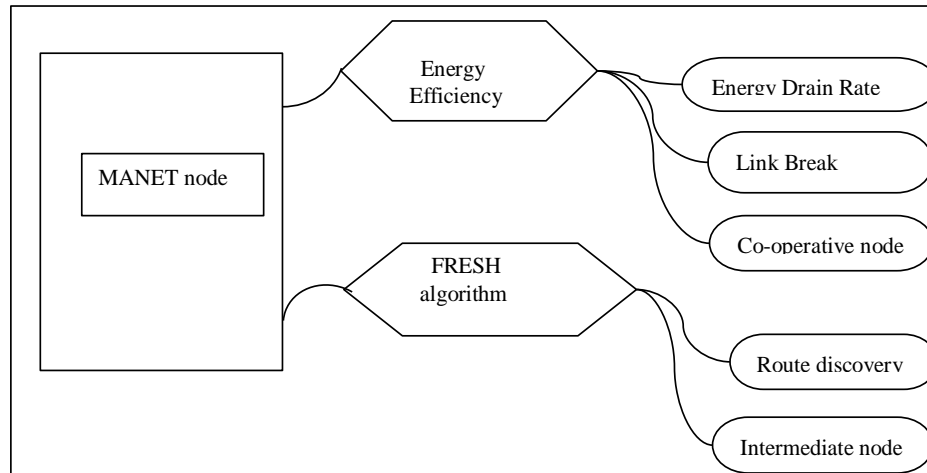 MANET node
Energy
Efficiency
Energy Drain Rate
Link Break
Co-operative node
FRESH
algorithm
Route discovery
Intermediate node